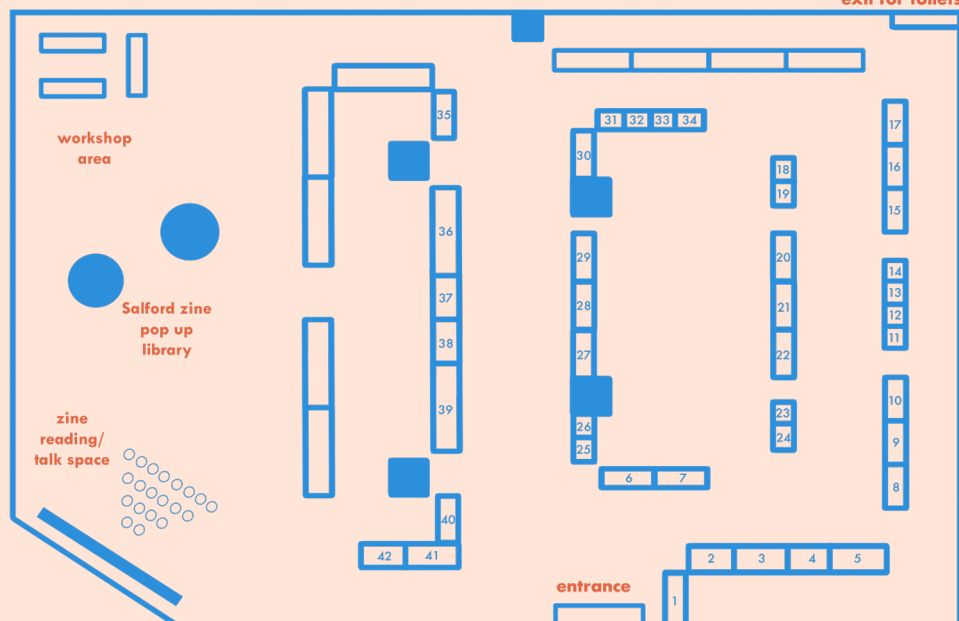 exit for toilets
35
31 32 33 34
17
workshop
area
30
16
18
19
15
36
29
20
14
37
Salford zine
pop up
library
28
21
13
12
38
11
27
22
39
10
zine
reading/
talk space
26
23
25
24
9
6 7
8
40
42 41
2 3 4 5
entrance
1